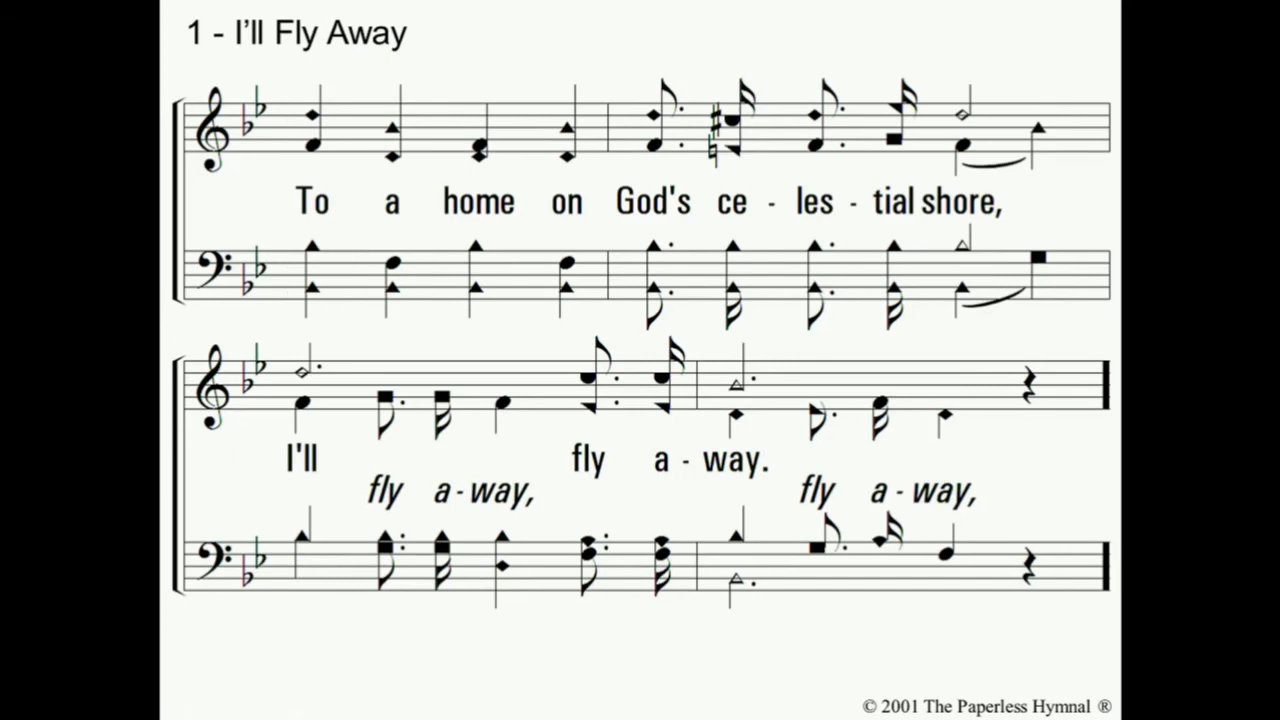 1 - I’ll Fly Away
To a home on God's ce - les - tial shore,
I'll fly a - way.
fly a - way, fly a - way,
© 2001 The Paperless Hymnal ®